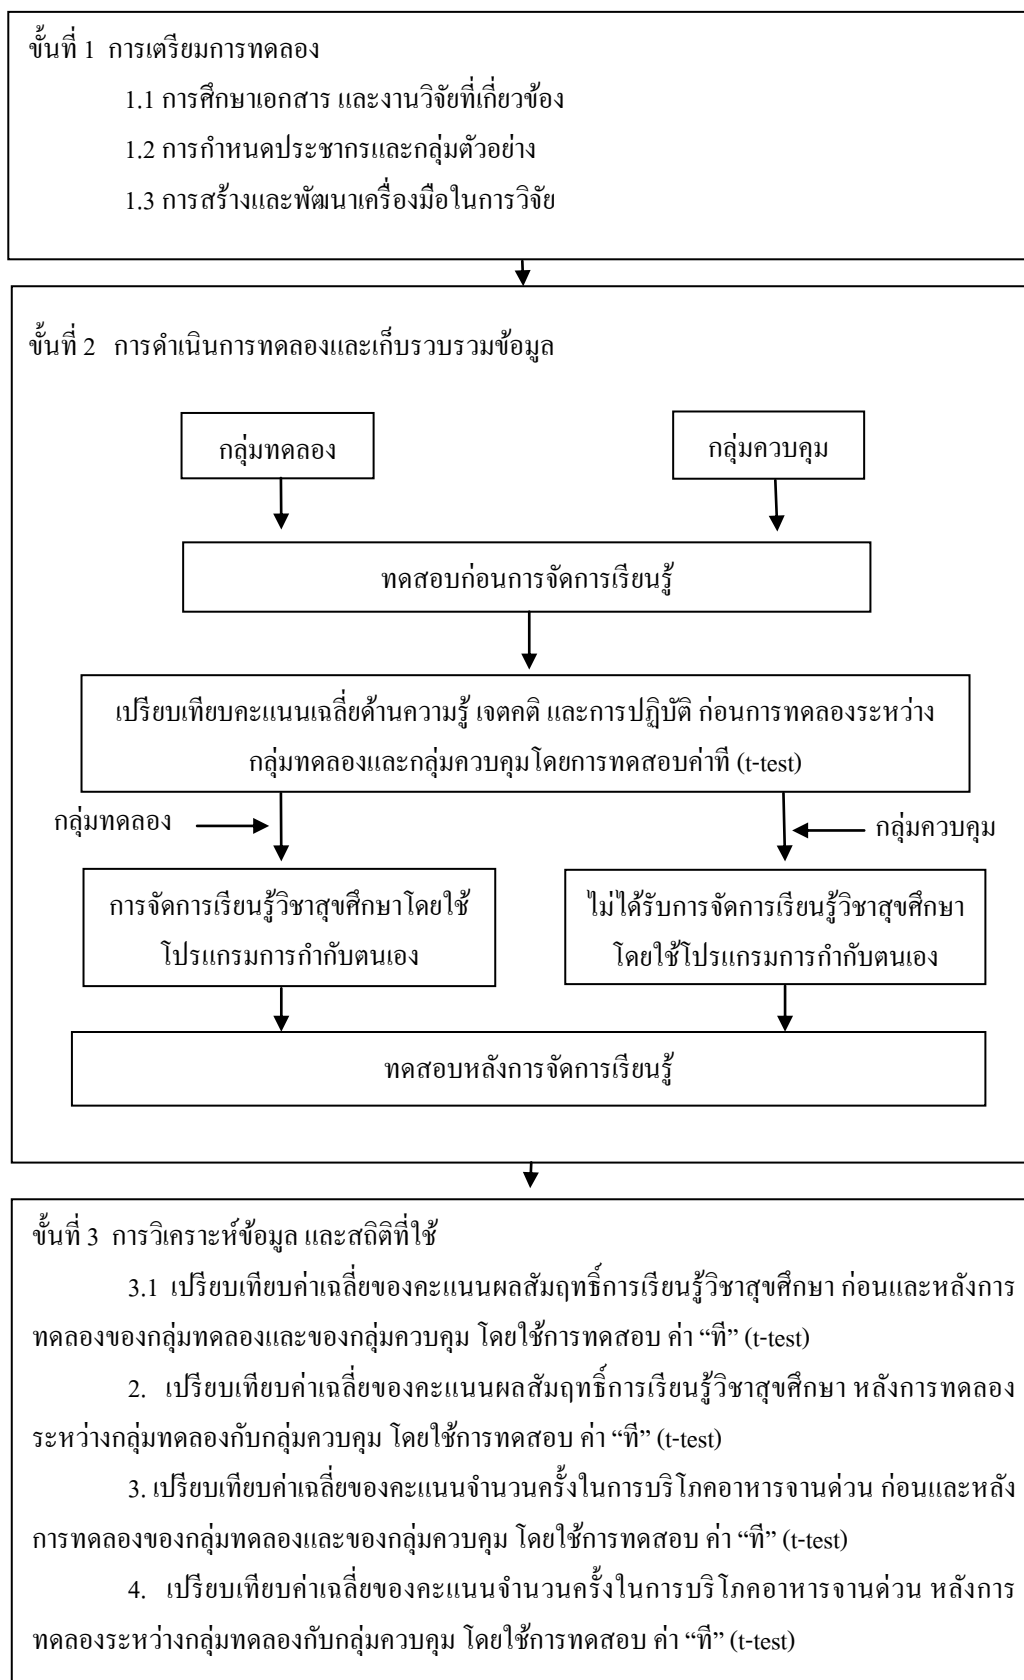 ขั้นที่ 1 การเตรียมการทดลอง
1.1 การศึกษาเอกสาร และงานวิจัยที่เกี่ยวข้อง
1.2 การกำหนดประชากรและกลุ่มตัวอย่าง
1.3 การสร้างและพัฒนาเครื่องมือในการวิจัย
ขั้นที่ 2 การดำเนินการทดลองและเก็บรวบรวมข้อมูล
กลุ่มทดลอง
กลุ่มควบคุม
ทดสอบก่อนการจัดการเรียนรู้
เปรียบเทียบคะแนนเฉลี่ยด้านความรู้ เจตคติ และการปฏิบัติ ก่อนการทดลองระหว่าง
กลุ่มทดลองและกลุ่มควบคุมโดยการทดสอบค่าที (t-test)
กลุ่มทดลอง
กลุ่มควบคุม
การจัดการเรียนรู้วิชาสุขศึกษาโดยใช้
โปรแกรมการกำกับตนเอง
ไม่ได้รับการจัดการเรียนรู้วิชาสุขศึกษา
โดยใช้โปรแกรมการกำกับตนเอง
ทดสอบหลังการจัดการเรียนรู้
ขั้นที่ 3 การวิเคราะห์ข้อมูล และสถิติที่ใช้
3.1 เปรียบเทียบค่าเฉลี่ยของคะแนนผลสัมฤทธิ์การเรียนรู้วิชาสุขศึกษา ก่อนและหลังการ
ทดลองของกลุ่มทดลองและของกลุ่มควบคุม โดยใช้การทดสอบ ค่า “ที” (t-test)
2. เปรียบเทียบค่าเฉลี่ยของคะแนนผลสัมฤทธิ์การเรียนรู้วิชาสุขศึกษา หลังการทดลอง
ระหว่างกลุ่มทดลองกับกลุ่มควบคุม โดยใช้การทดสอบ ค่า “ที” (t-test)
3. เปรียบเทียบค่าเฉลี่ยของคะแนนจำนวนครั้งในการบริโภคอาหารจานด่วน ก่อนและหลัง
การทดลองของกลุ่มทดลองและของกลุ่มควบคุม โดยใช้การทดสอบ ค่า “ที” (t-test)
4. เปรียบเทียบค่าเฉลี่ยของคะแนนจำนวนครั้งในการบริโภคอาหารจานด่วน หลังการ
ทดลองระหว่างกลุ่มทดลองกับกลุ่มควบคุม โดยใช้การทดสอบ ค่า “ที” (t-test)